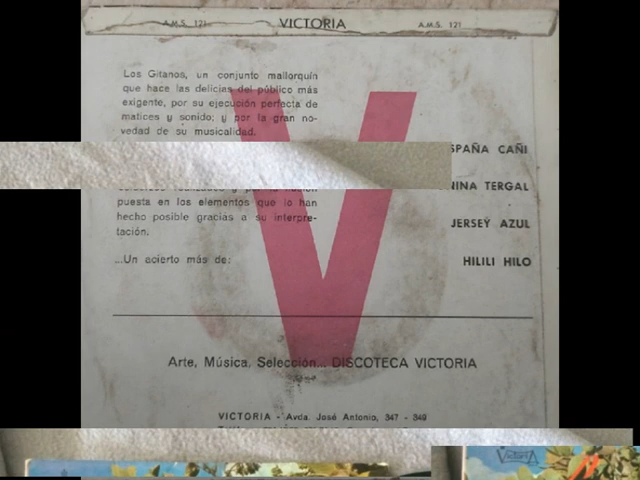 A.M.S. 121 VICTORIA A.M.S. 121
Los Gitanos, un conjunto mallorquín
que hace las delicias del público más
exigente, por su ejecución perfecta de
matices y sonido; y por la gran no-
vedad de su musicalidad.
puesta en los elementos que lo han
hecho posible gracias a su interpre-
tación.
...Un acierto más de:
SPAÑA CAÑI
NINA TERGAL
JERSEY AZUL
HILILI HILO
Arte, Música, Selección... DISCOTECA VICTORIA
VICTORIA - Avda. José Antonio, 347 - 349
VICTORIA